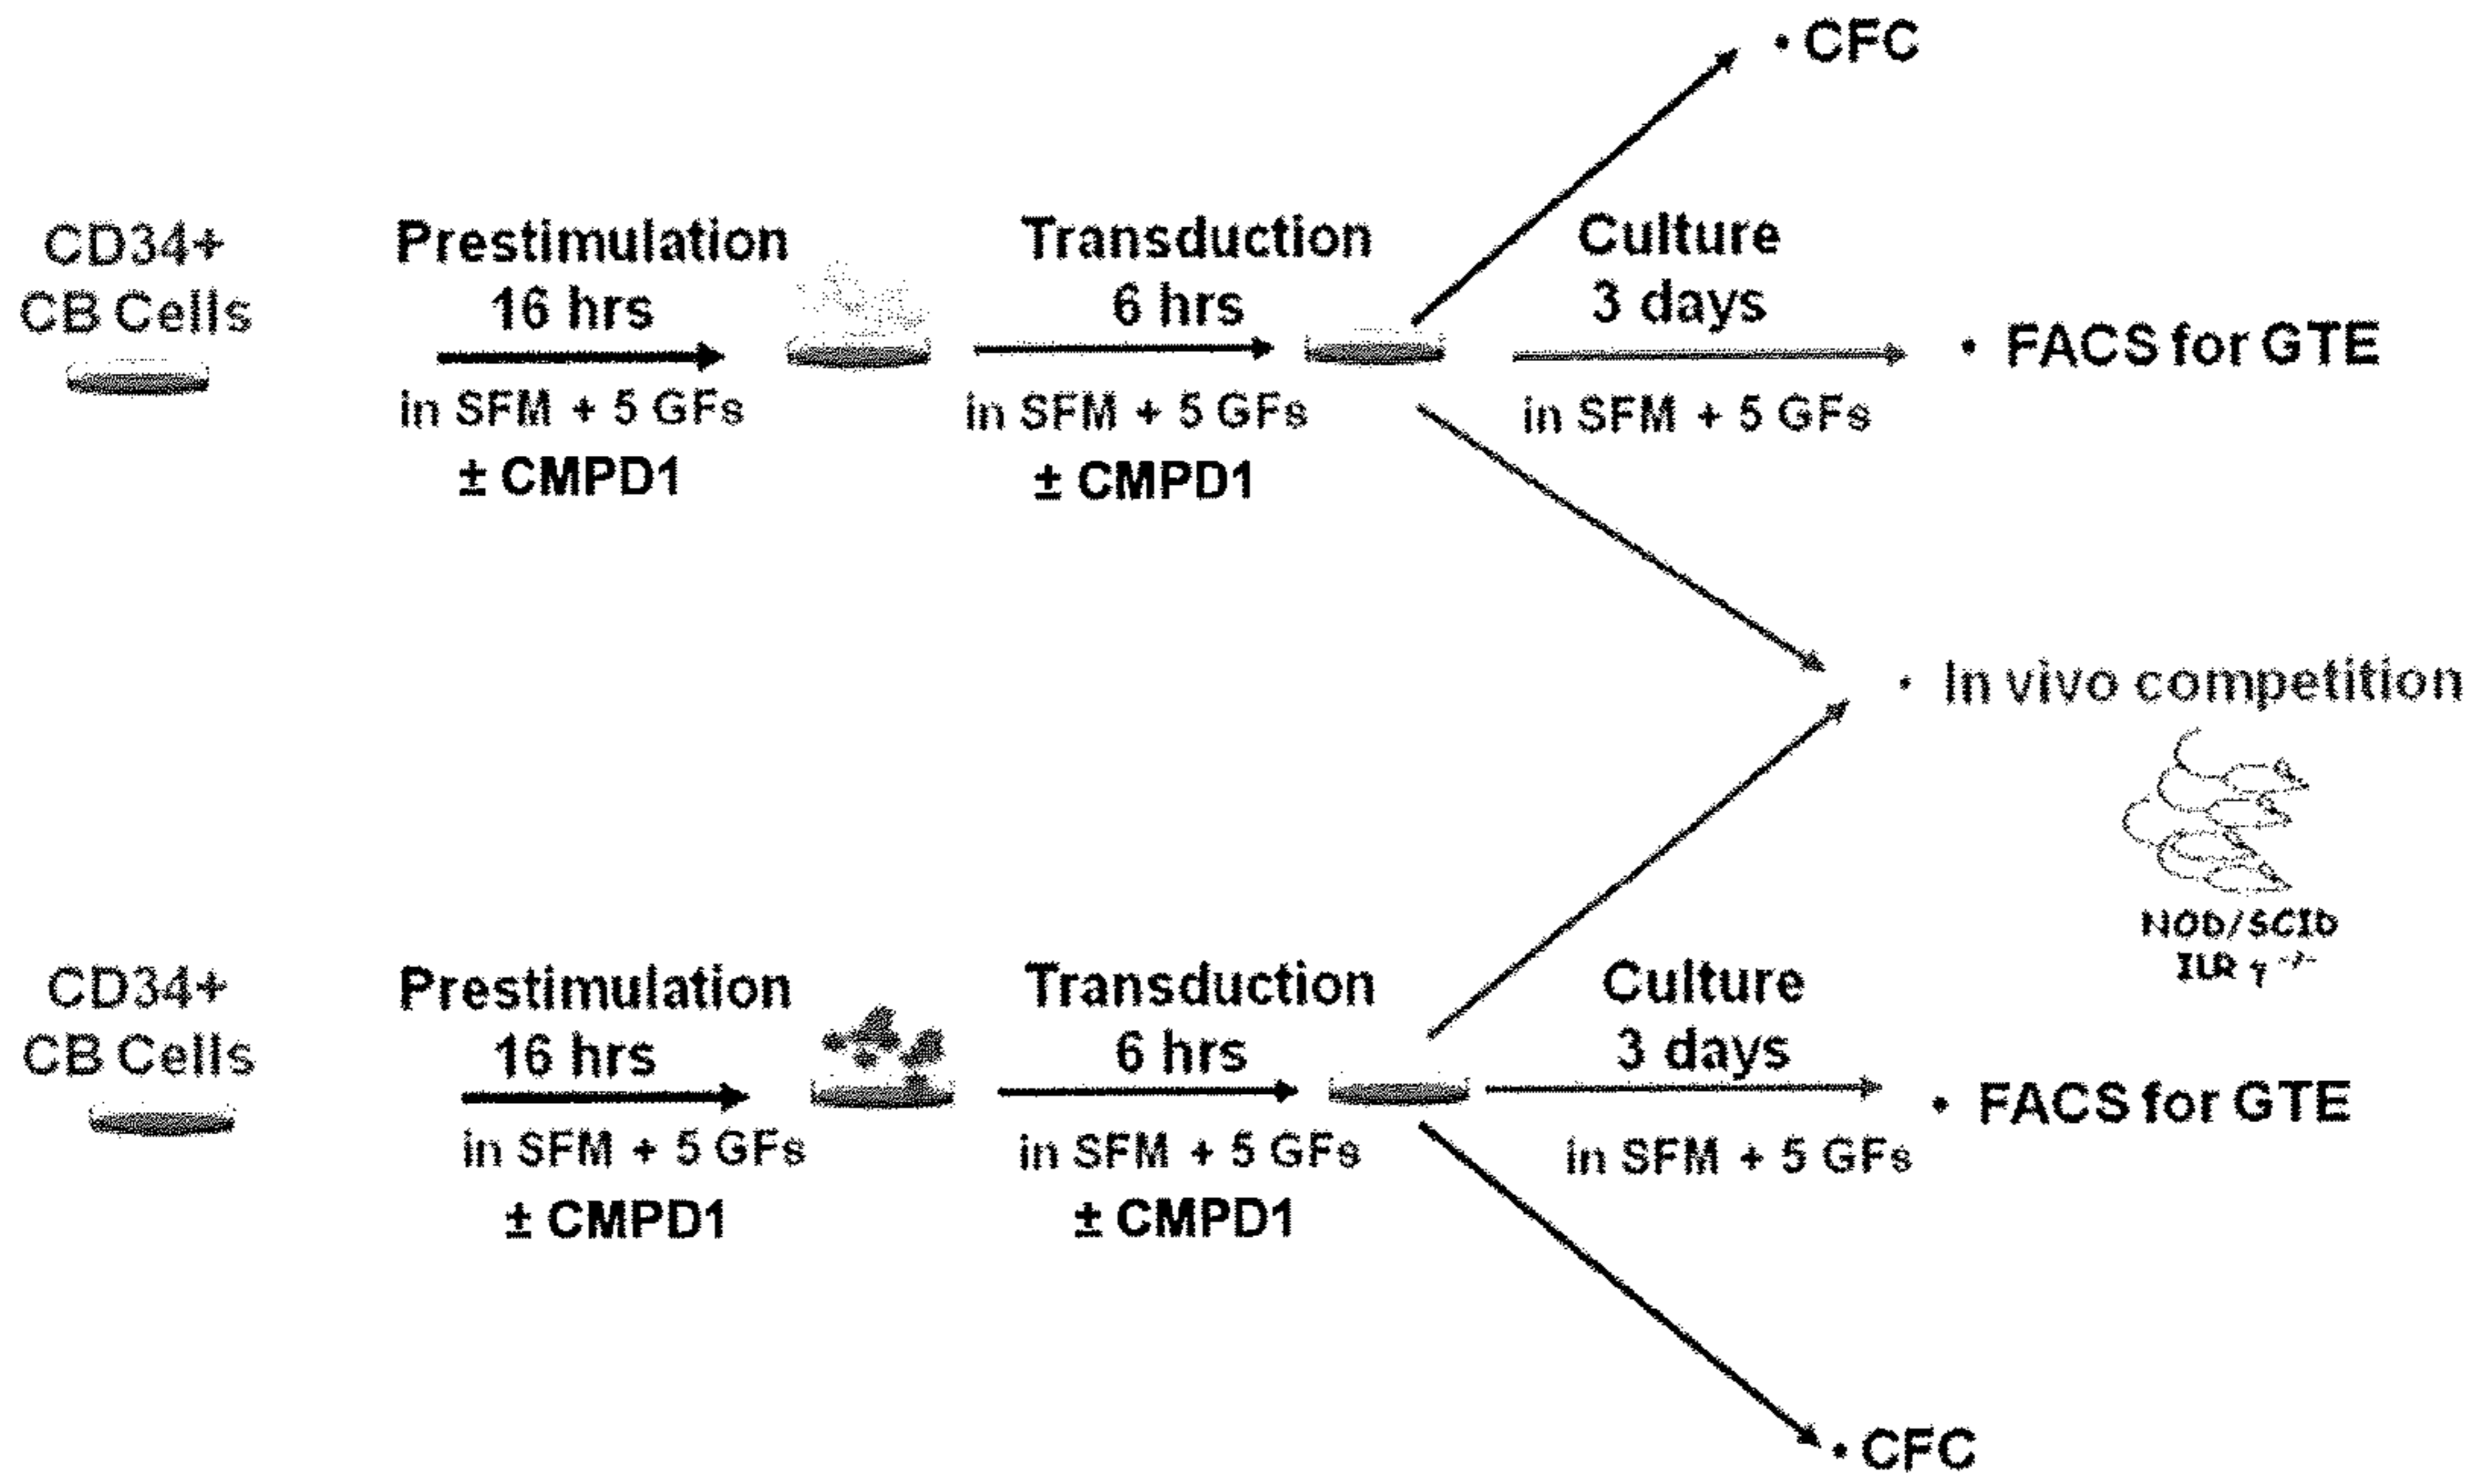 • CFC
CD34+
CB Cells
Prestimulation
16 hrs
in SFM + 5 GFs
± CMPD1
Transduction
6 hrs
in SFM + 5 GFs
± CMPD1
Culture
3 days
in SFM + 5 GFs
• FACS for GTE
• In vivo competition
NOD/SCID
ILR γ -/-
CD34+
CB Cells
Prestimulation
16 hrs
in SFM + 5 GFs
± CMPD1
Transduction
6 hrs
in SFM + 5 GFs
± CMPD1
Culture
3 days
in SFM + 5 GFs
• FACS for GTE
• CFC